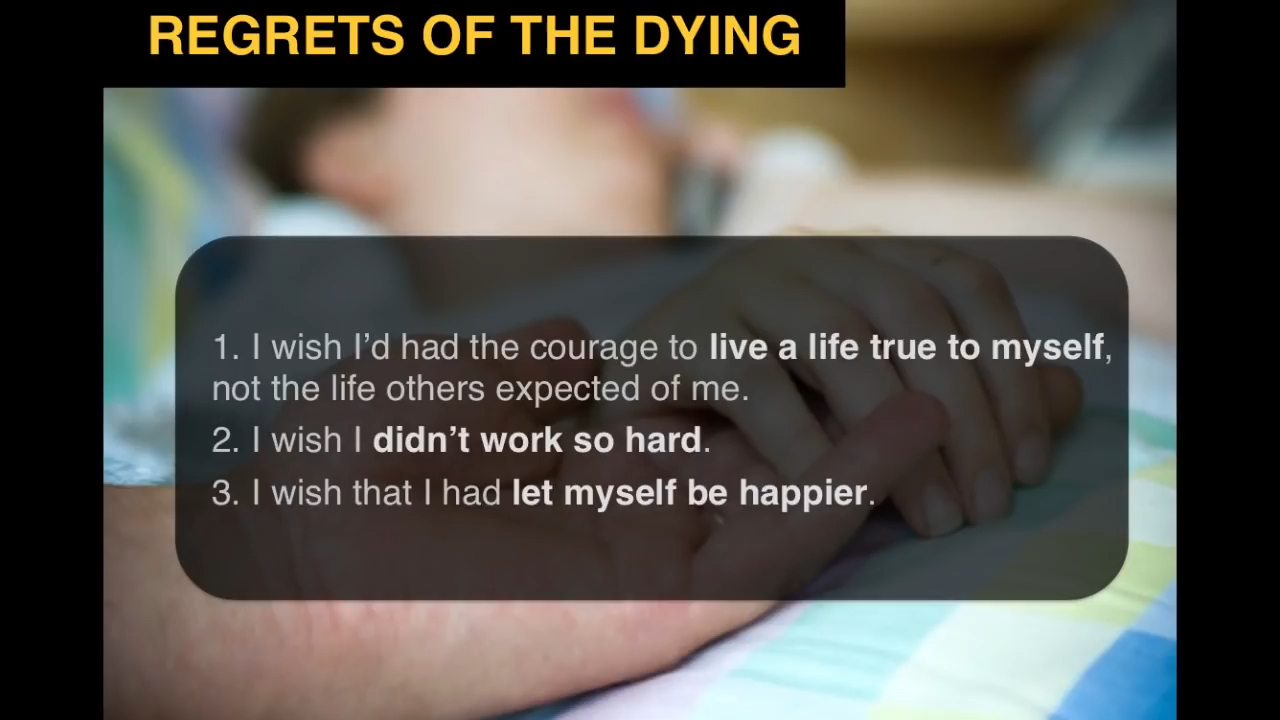 REGRETS OF THE DYING
1. I wish I’d had the courage to live a life true to myself,
not the life others expected of me.
2. I wish I didn’t work so hard.
3. I wish that I had let myself be happier.